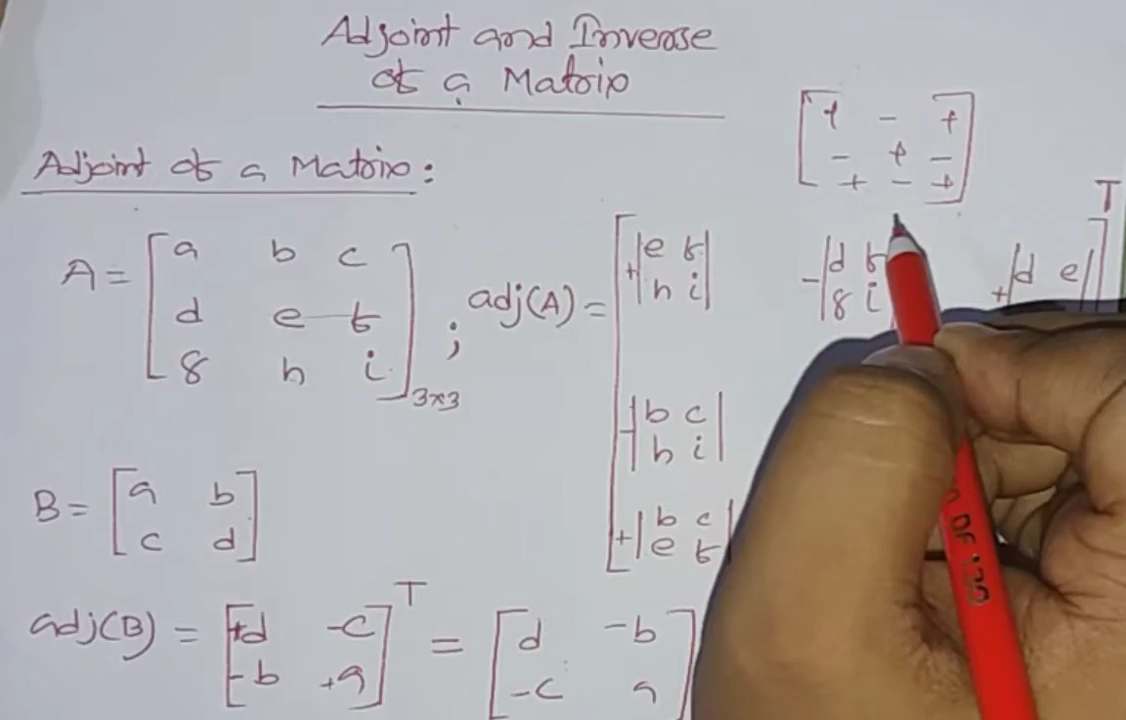 Adjoint and Inverse
of a Matrix
[+ - +
- + -
+ - +]
Adjoint of a Matrix:
A = [a b c
d e f
g h i]3×3 ; adj(A) = [+|e f
h i| -|d f
g i| +|d e|
-|b c
h i|
+|b c
e f|]T
B = [a b
c d]
adj(B) = [+d -c
-b +a]T = [d -b
-c a]